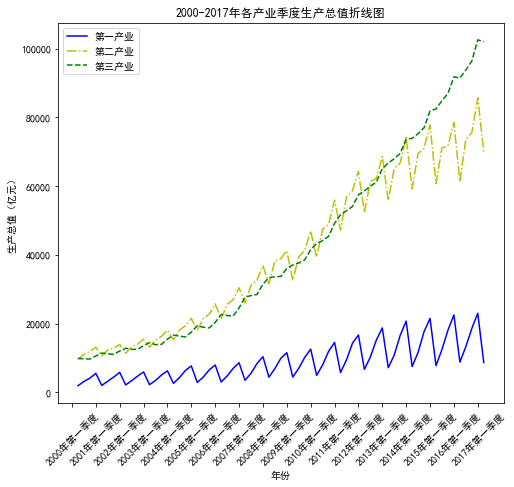 2000-2017年各产业季度生产总值折线图
第一产业
第二产业
第三产业
生产总值（亿元）
100000
80000
60000
40000
20000
0
2000年第一季度
2001年第一季度
2002年第一季度
2003年第一季度
2004年第一季度
2005年第一季度
2006年第一季度
2007年第一季度
2008年第一季度
2009年第一季度
2010年第一季度
2011年第一季度
2012年第一季度
2013年第一季度
2014年第一季度
2015年第一季度
2016年第一季度
2017年第一季度
年份